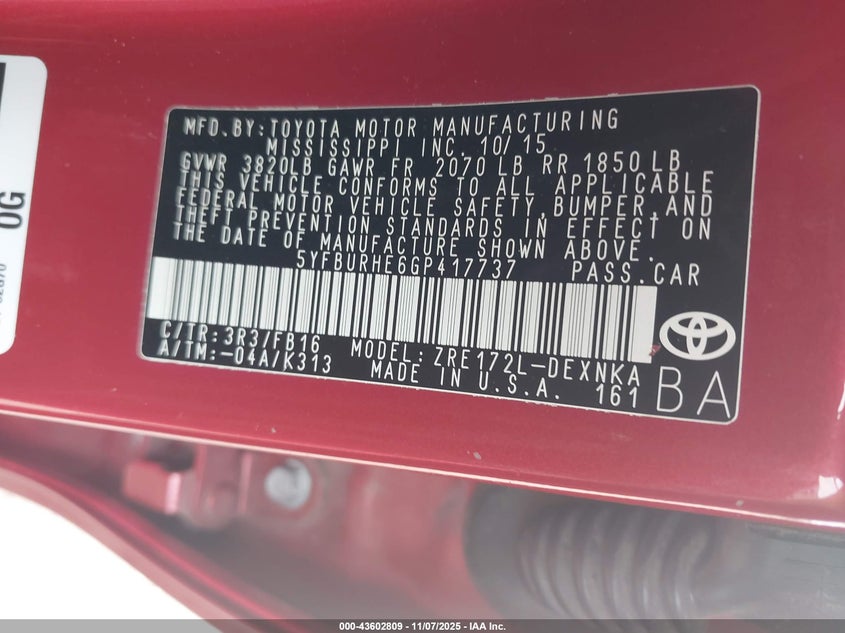 MFD.BY:TOYOTA MOTOR MANUFACTURING
MISSISSIPPI INC. 10/15
GVWR 3820LB GAWR FR 2070 LB RR 1850 LB
THIS VEHICLE CONFORMS TO ALL APPLICABLE
FEDERAL MOTOR VEHICLE SAFETY,BUMPER,AND
THEFT PREVENTION STANDARDS IN EFFECT ON
THE DATE OF MANUFACTURE SHOWN ABOVE.
5YFBURHE6GP417737 PASS.CAR
C/TR:3R3/FB16 MODEL: ZRE172L-DEXNKA
A/TM:-04A/K313 MADE IN U.S.A. 161
BA
OG
000-43602809 - 11/07/2025 - IAA Inc.